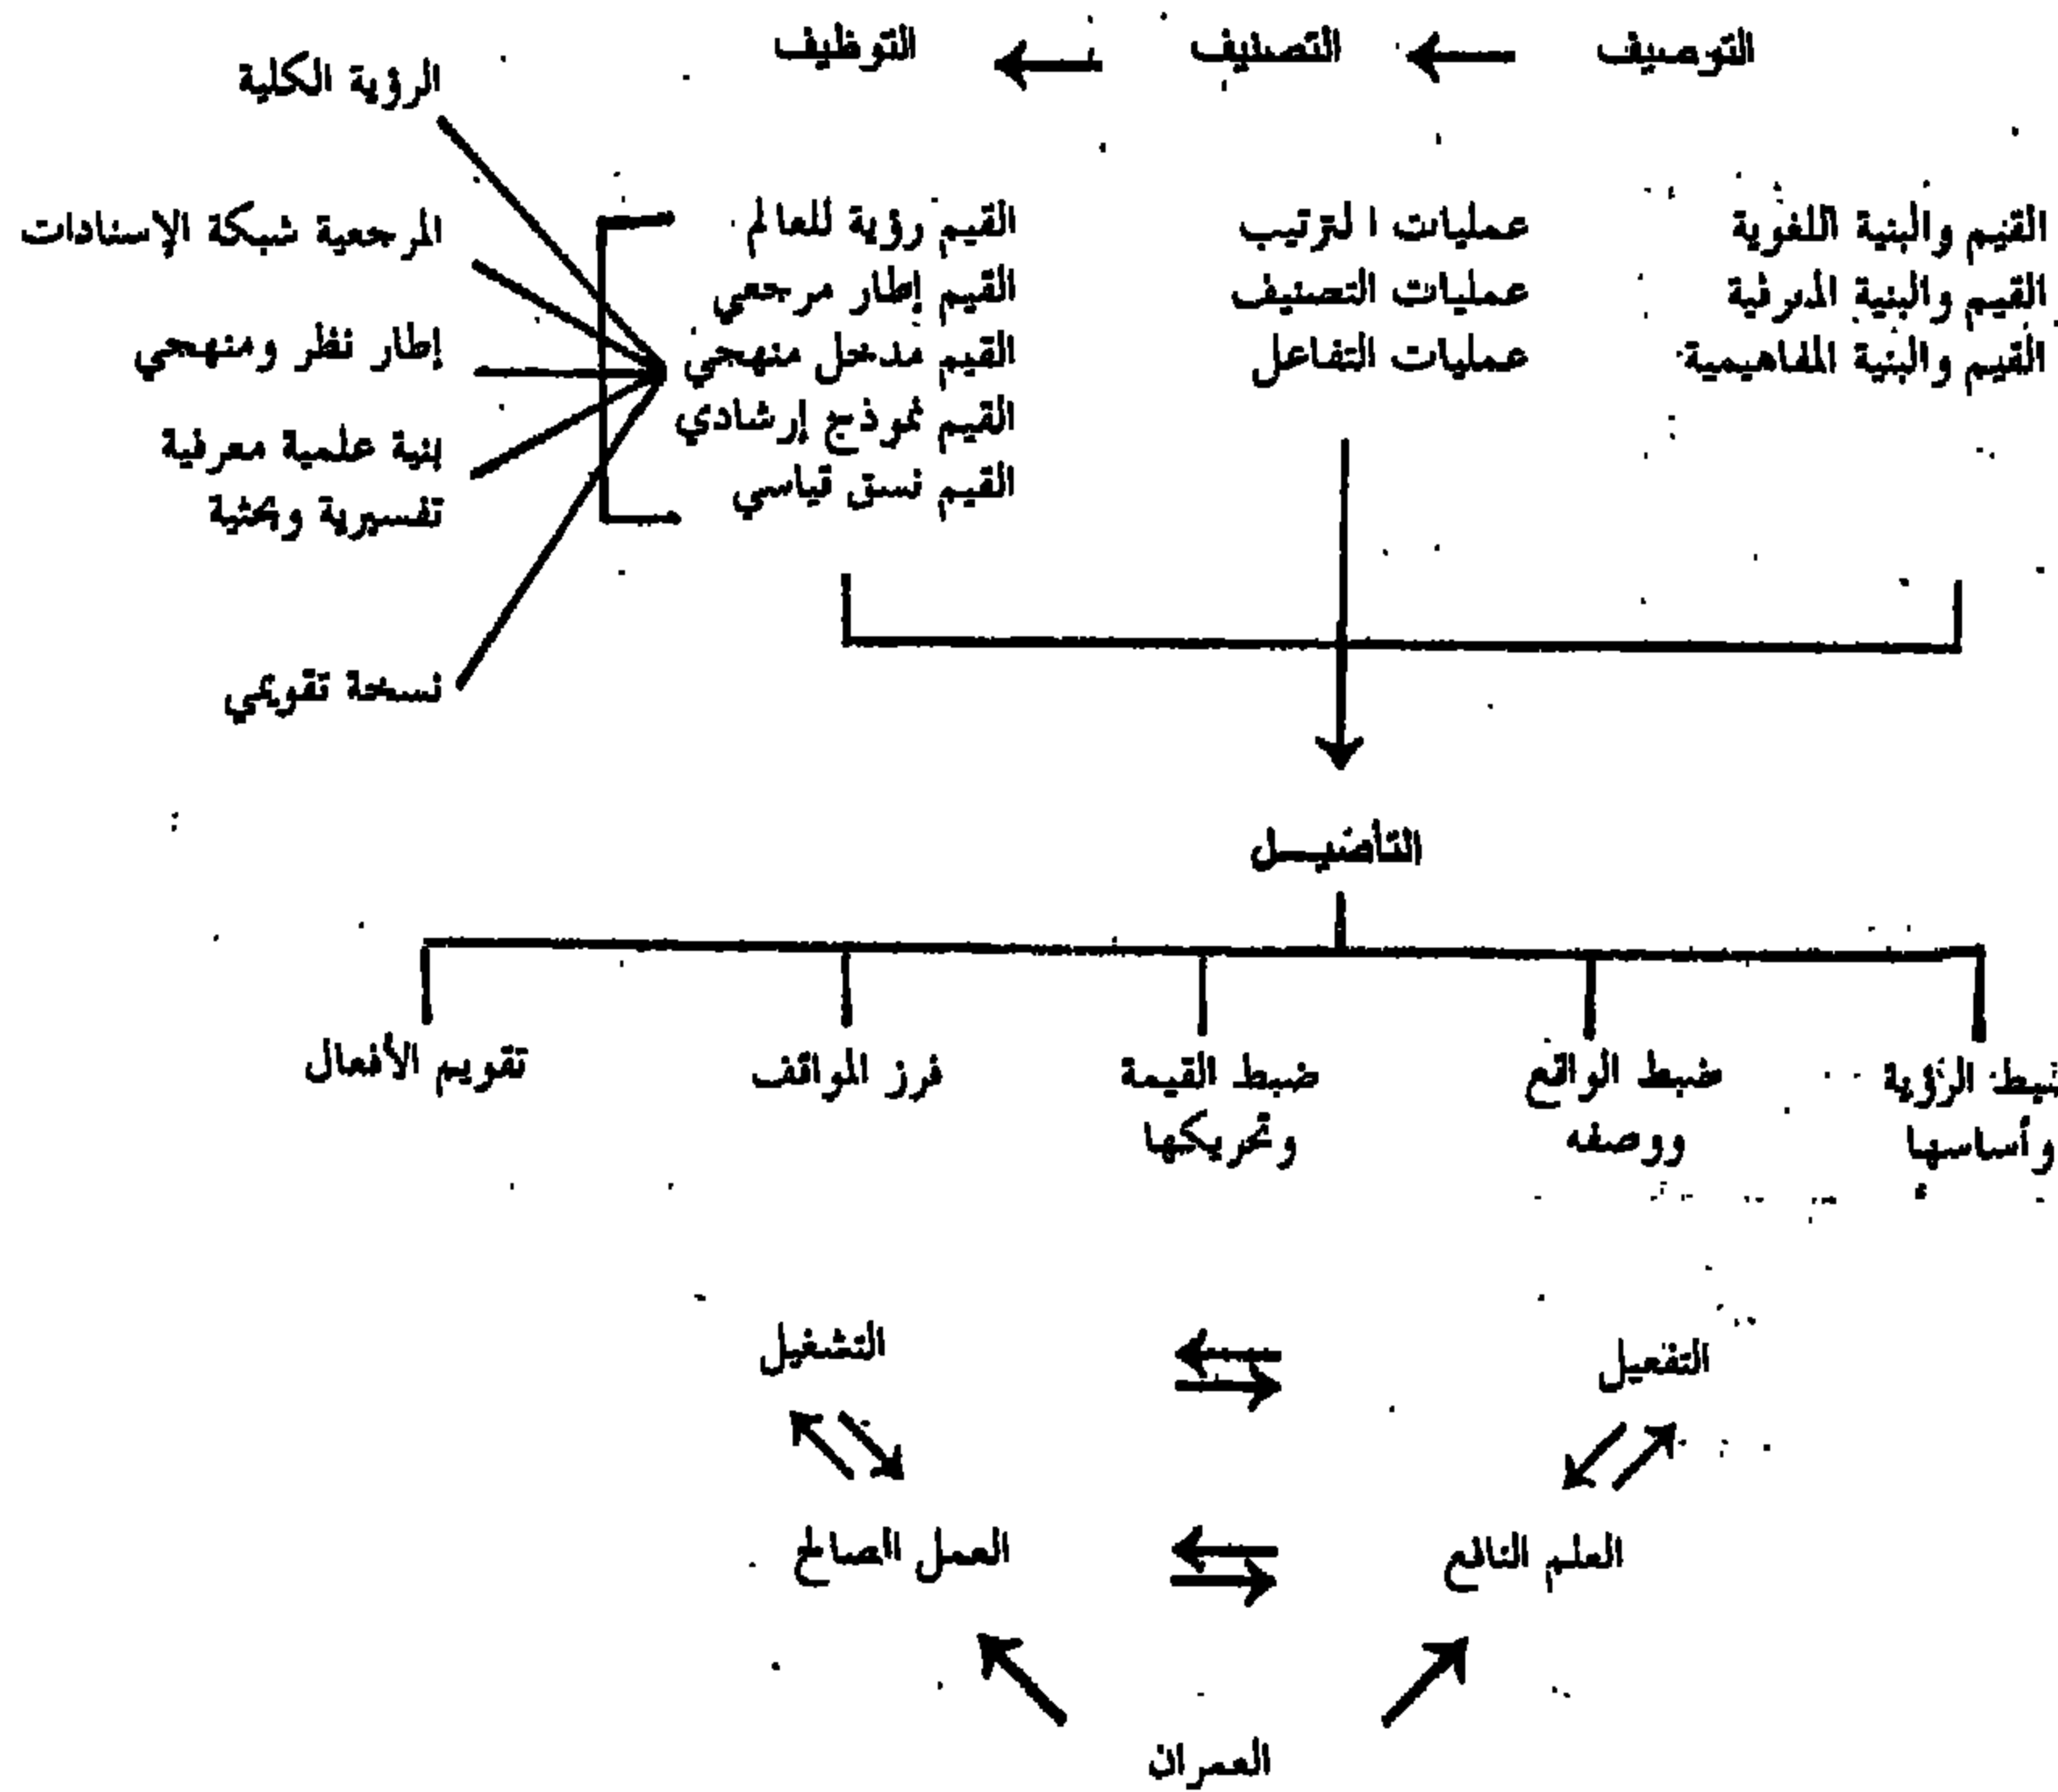 التوصيف
التصنيف
التوظيف
القيم والبنية اللغوية
القيم والبنية المعرفية
القيم والبنية المفاهيمية
عمليات الترتيب
عمليات التصنيف
عمليات التفاعل
القيم رؤية للعالم
القيم إطار مرجعي
القيم مدخل منهجي
القيم نموذج إرشادي
القيم نسق قياسي
الرؤية الكلية
المرجعية شبكة الإسنادات
إطار نظر ومنهجي
بنية علمية معرفية
تفسيرية وبحثية
نسخة تقويمي
التأصيـل
ضبط الرؤية
وأساسها
ضبط الواقع
ووصفه
ضبط القيمة
وتحريكها
فرز المواقف
تقويم الأفعال
التفعيل
التشغيل
العلم النافع
العمل الصالح
العمران